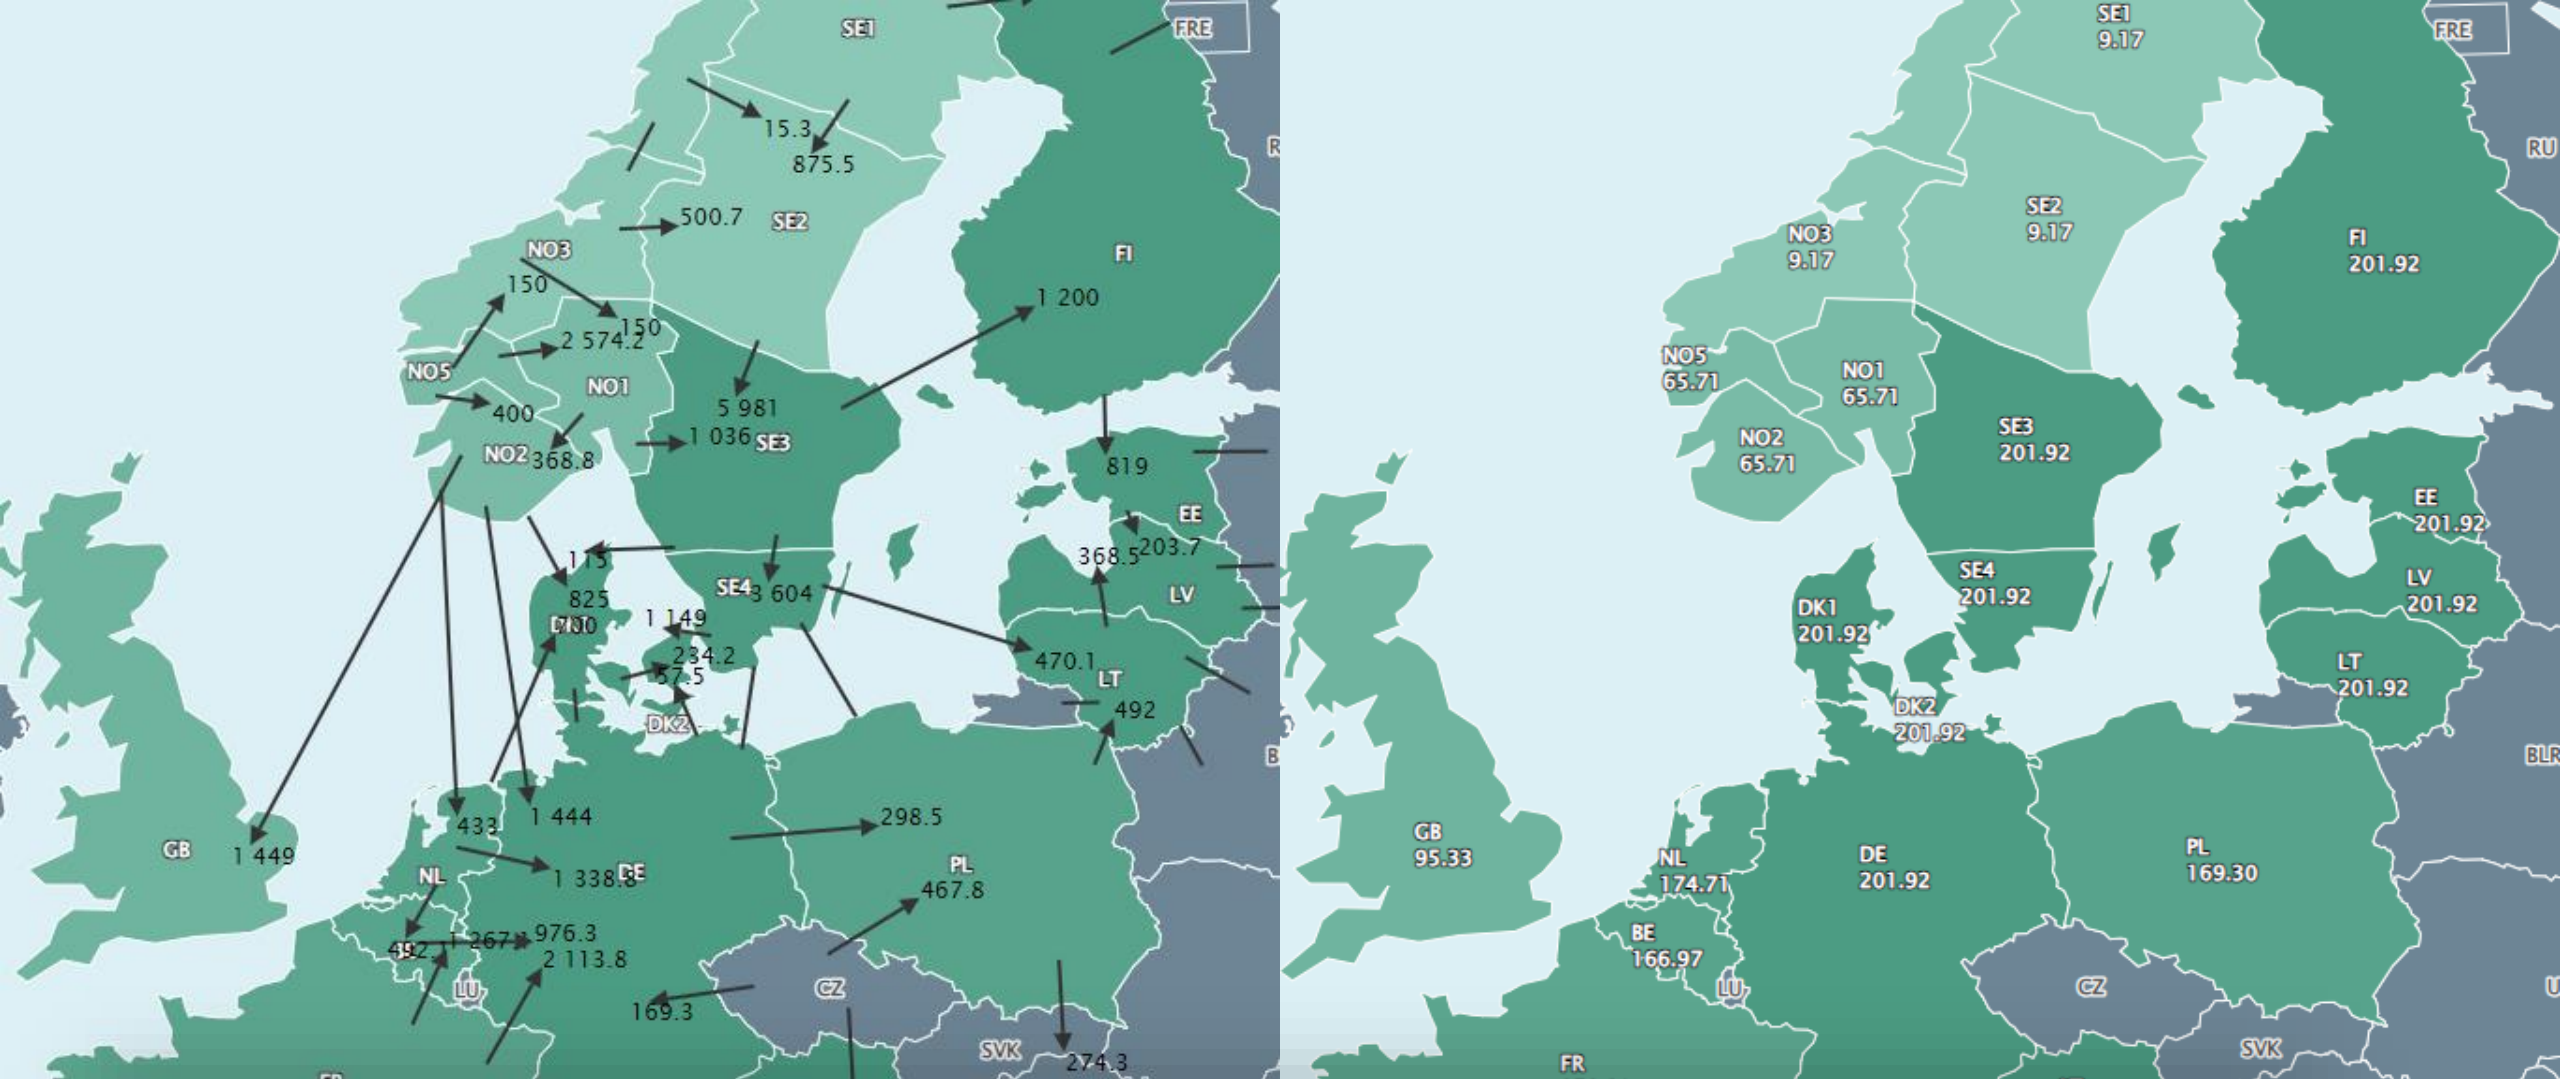 SE1
FRE
15.3
875.5
500.7
SE2
NO3
150
150
2 574.2
FI
1 200
NO5
NO1
400
5 981
1 036
SE3
NO2
368.8
819
EE
203.7
368.5
115
825
SE4
3 604
LV
1 149
234.2
57.5
470.1
LT
492
DK2
433
1 444
298.5
GB
1 449
NL
1 338.8
DE
PL
467.8
976.3
2 113.8
LU
169.3
CZ
SVK
274.3
SE1
9.17
FRE
RU
SE2
9.17
NO3
9.17
FI
201.92
NO5
65.71
NO1
65.71
NO2
65.71
SE3
201.92
EE
201.92
SE4
201.92
LV
201.92
DK1
201.92
LT
201.92
DK2
201.92
BLR
GB
95.33
NL
174.71
DE
201.92
PL
169.30
BE
166.97
LU
CZ
SVK
FR